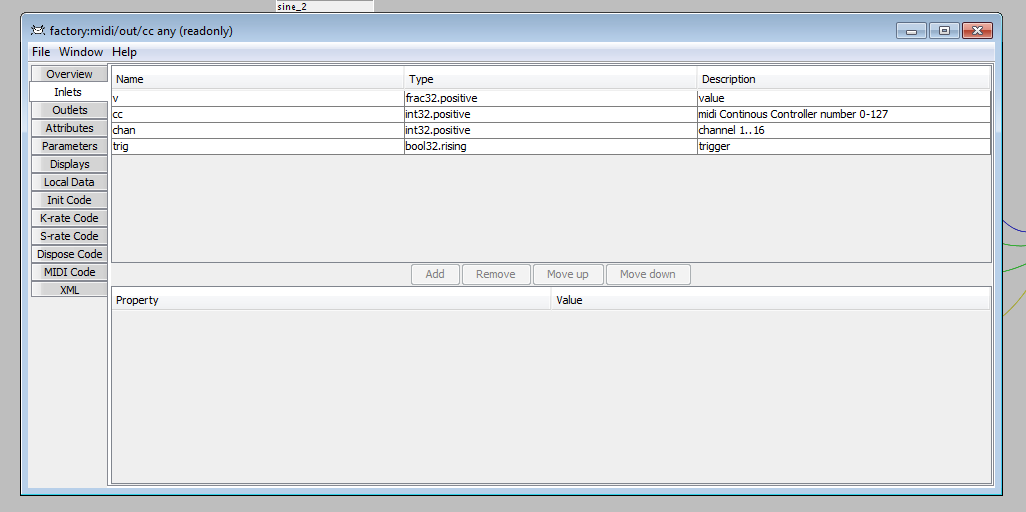 sine_2
factory:midi/out/cc any (readonly)
File Window Help
Overview
Inlets
Outlets
Attributes
Parameters
Displays
Local Data
Init Code
K-rate Code
S-rate Code
Dispose Code
MIDI Code
XML
Name Type Description
v frac32.positive value
cc int32.positive midi Continous Controller number 0-127
chan int32.positive channel 1..16
trig bool32.rising trigger
Add Remove Move up Move down
Property Value